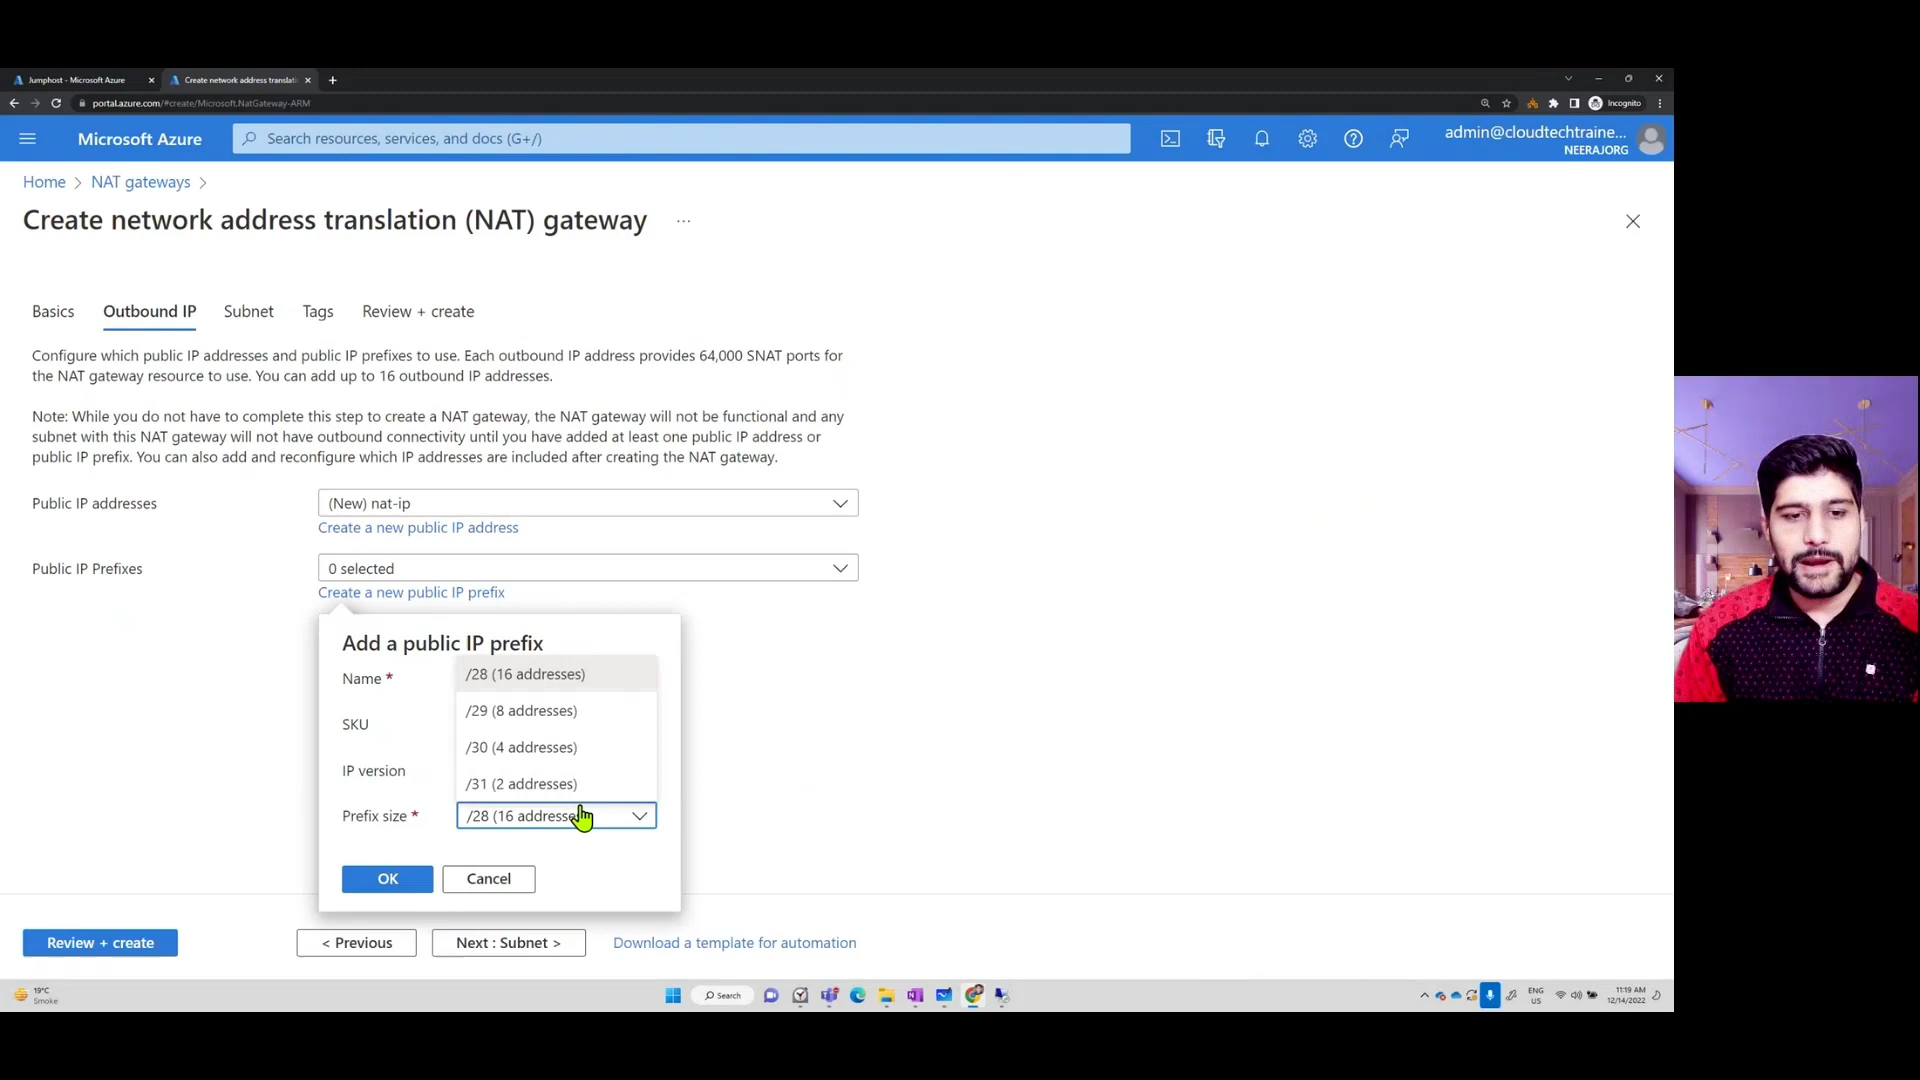 Jumphost - Microsoft Azure
Create network address translati
portal.azure.com/#create/Microsoft.NatGateway-ARM
Incognito
Microsoft Azure
Search resources, services, and docs (G+/)
admin@cloudtechtraine...
NEERAJORG
Home > NAT gateways >
Create network address translation (NAT) gateway ...
Basics Outbound IP Subnet Tags Review + create
Configure which public IP addresses and public IP prefixes to use. Each outbound IP address provides 64,000 SNAT ports for
the NAT gateway resource to use. You can add up to 16 outbound IP addresses.
Note: While you do not have to complete this step to create a NAT gateway, the NAT gateway will not be functional and any
subnet with this NAT gateway will not have outbound connectivity until you have added at least one public IP address or
public IP prefix. You can also add and reconfigure which IP addresses are included after creating the NAT gateway.
Public IP addresses
(New) nat-ip
Create a new public IP address
Public IP Prefixes
0 selected
Create a new public IP prefix
Add a public IP prefix
Name *
/28 (16 addresses)
/29 (8 addresses)
SKU
/30 (4 addresses)
IP version
/31 (2 addresses)
Prefix size *
/28 (16 addresse
OK
Cancel
Review + create
< Previous
Next : Subnet >
Download a template for automation
19°C
Smoke
Search
ENG
US
11:19 AM
12/14/2022